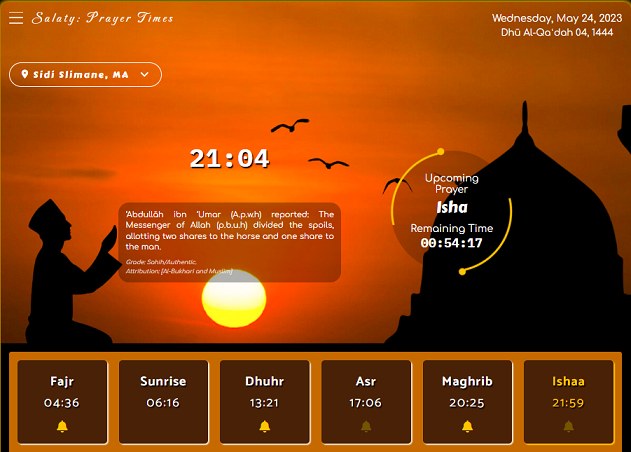 Salaty: Prayer Times
Wednesday, May 24, 2023
Dhū Al-Qaʿdah 04, 1444
Sidi Slimane, MA
21:04
Upcoming
Prayer
Isha
Remaining Time
00:54:17
'Abdullāh ibn 'Umar (A.p.w.h) reported: The
Messenger of Allah (p.b.u.h) divided the spoils,
allotting two shares to the horse and one share to
the man.
Grade: Sahih/Authentic.
Attribution: [Al-Bukhari and Muslim]
Fajr
04:36
Sunrise
06:16
Dhuhr
13:21
Asr
17:06
Maghrib
20:25
Ishaa
21:59